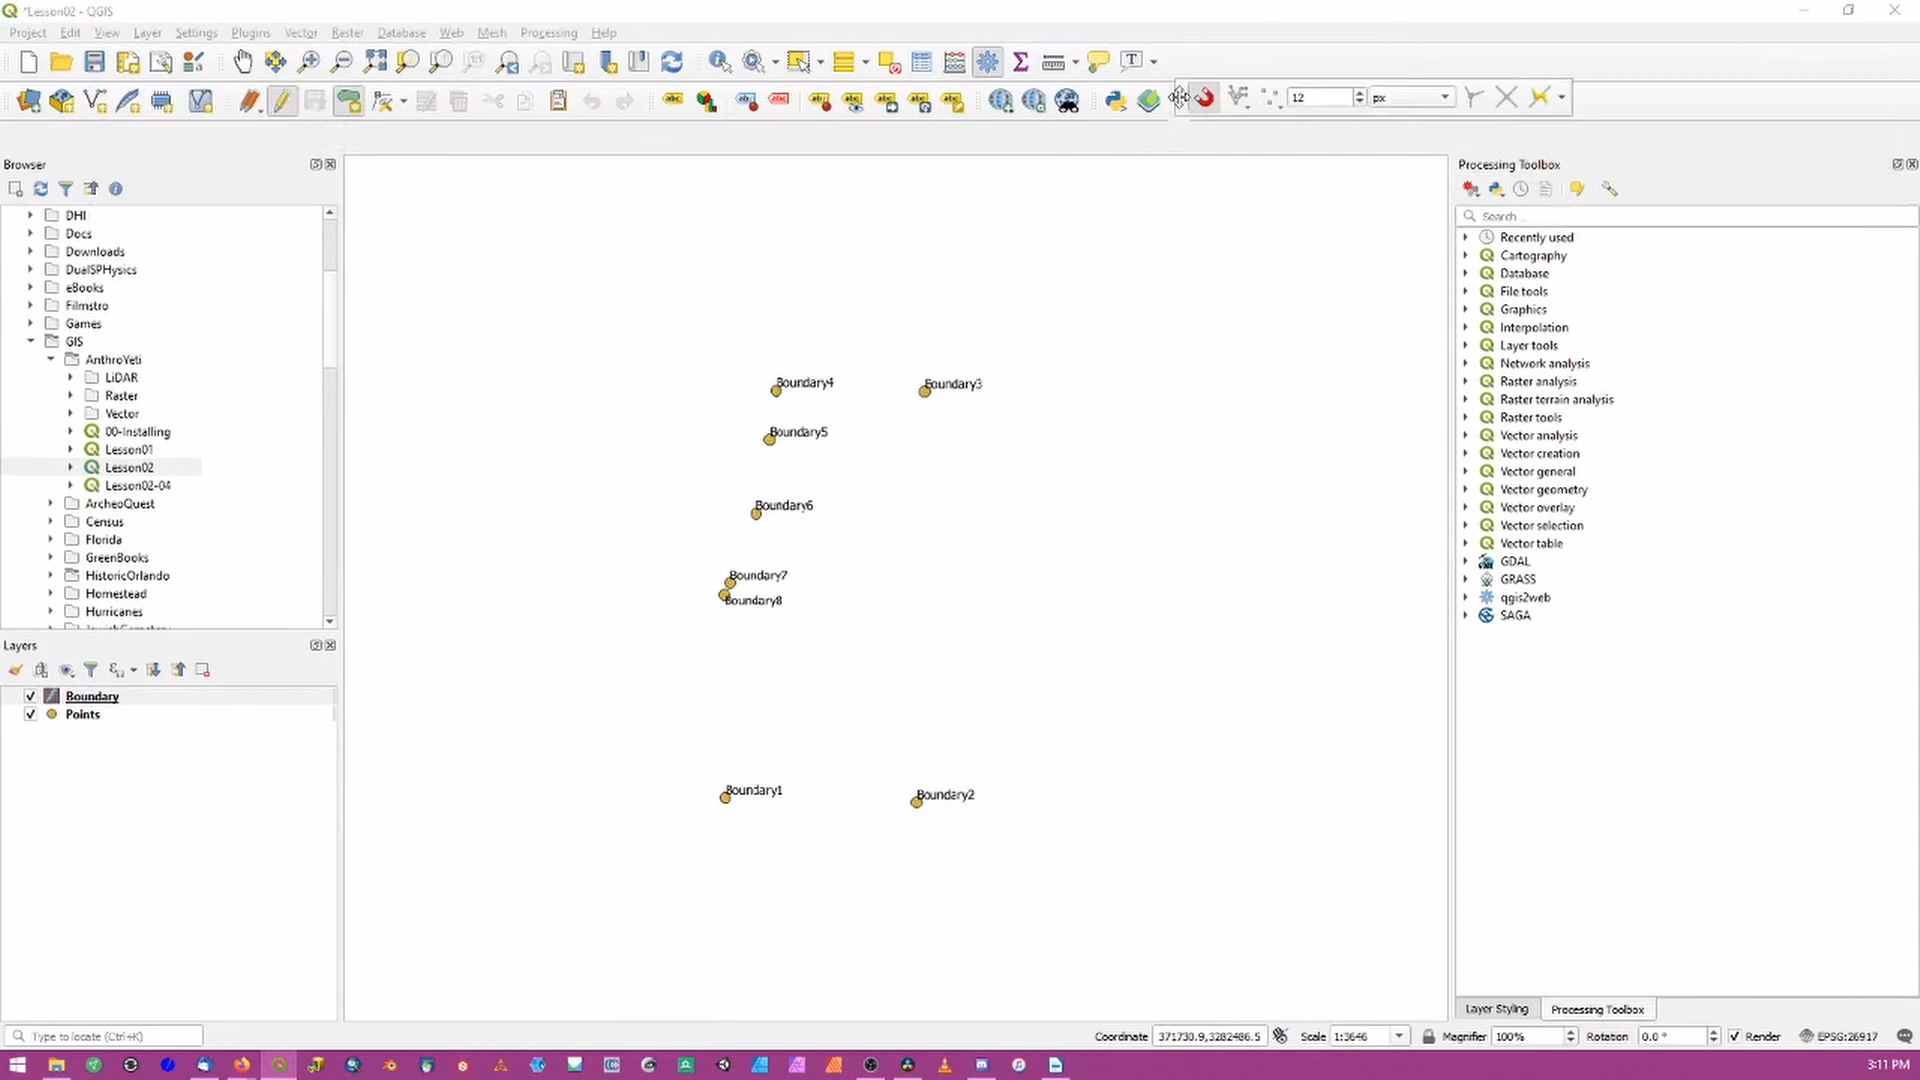 *Lesson02 - QGIS
Project Edit View Layer Settings Plugins Vector Raster Database Web Mesh Processing Help
12 px
Browser
DHI
Docs
Downloads
DualSPHysics
eBooks
Filmstro
Games
GIS
AnthroYeti
LiDAR
Raster
Vector
00-Installing
Lesson01
Lesson02
Lesson02-04
ArcheoQuest
Census
Florida
GreenBooks
HistoricOrlando
Homestead
Hurricanes
Layers
Boundary
Points
Type to locate (Ctrl+K)
Boundary4
Boundary3
Boundary5
Boundary6
Boundary7
Boundary8
Boundary1
Boundary2
Processing Toolbox
Search...
Recently used
Cartography
Database
File tools
Graphics
Interpolation
Layer tools
Network analysis
Raster analysis
Raster terrain analysis
Raster tools
Vector analysis
Vector creation
Vector general
Vector geometry
Vector overlay
Vector selection
Vector table
GDAL
GRASS
qgis2web
SAGA
Layer Styling Processing Toolbox
Coordinate 371730.9,3282486.5 Scale 1:3646 Magnifier 100% Rotation 0.0 ° Render EPSG:26917
3:11 PM